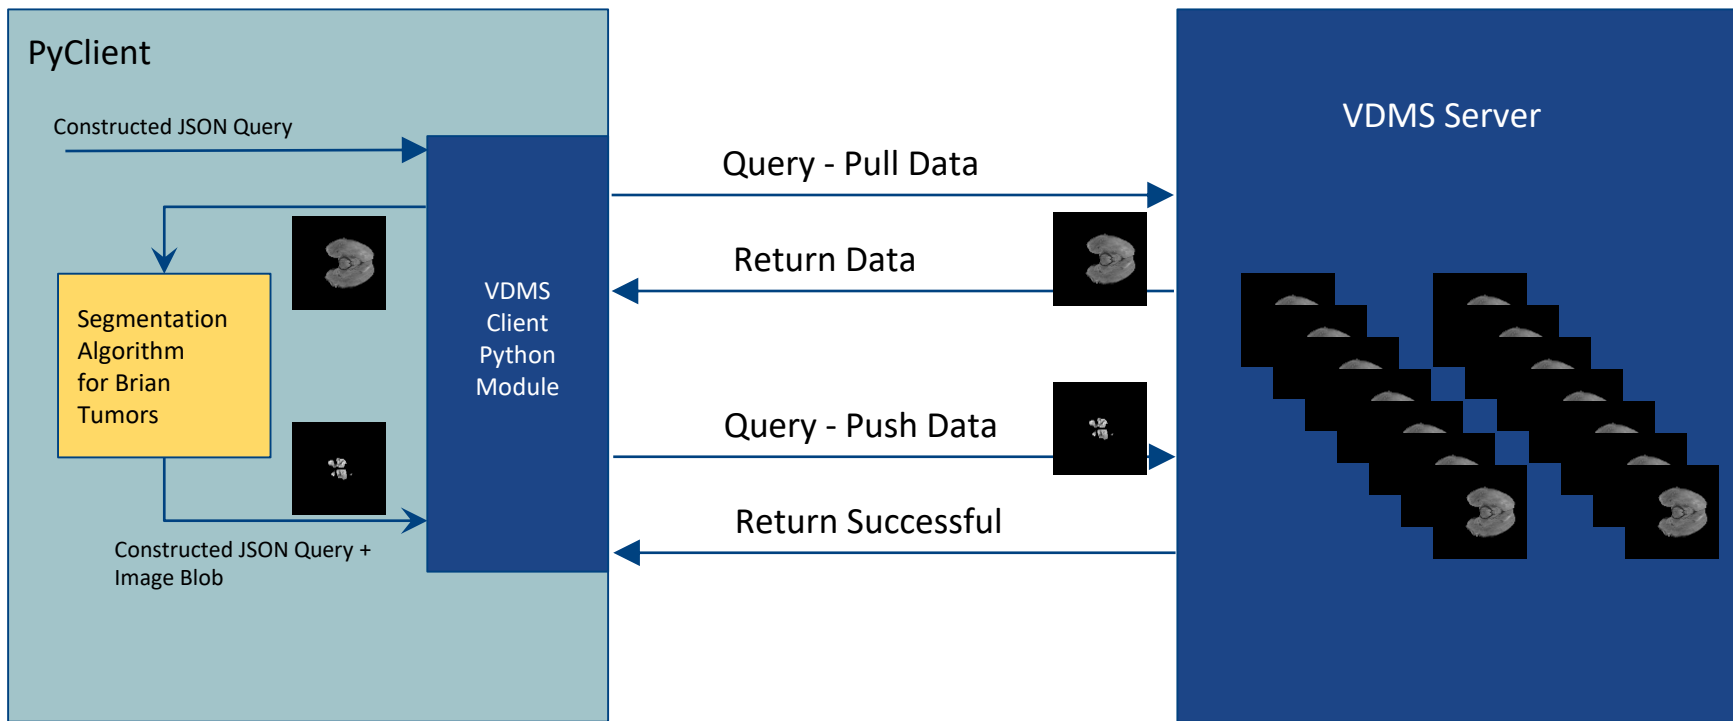 PyClient
Constructed JSON Query
Segmentation
Algorithm
for Brian
Tumors
Constructed JSON Query +
Image Blob
VDMS
Client
Python
Module
Query - Pull Data
Return Data
Query - Push Data
Return Successful
VDMS Server